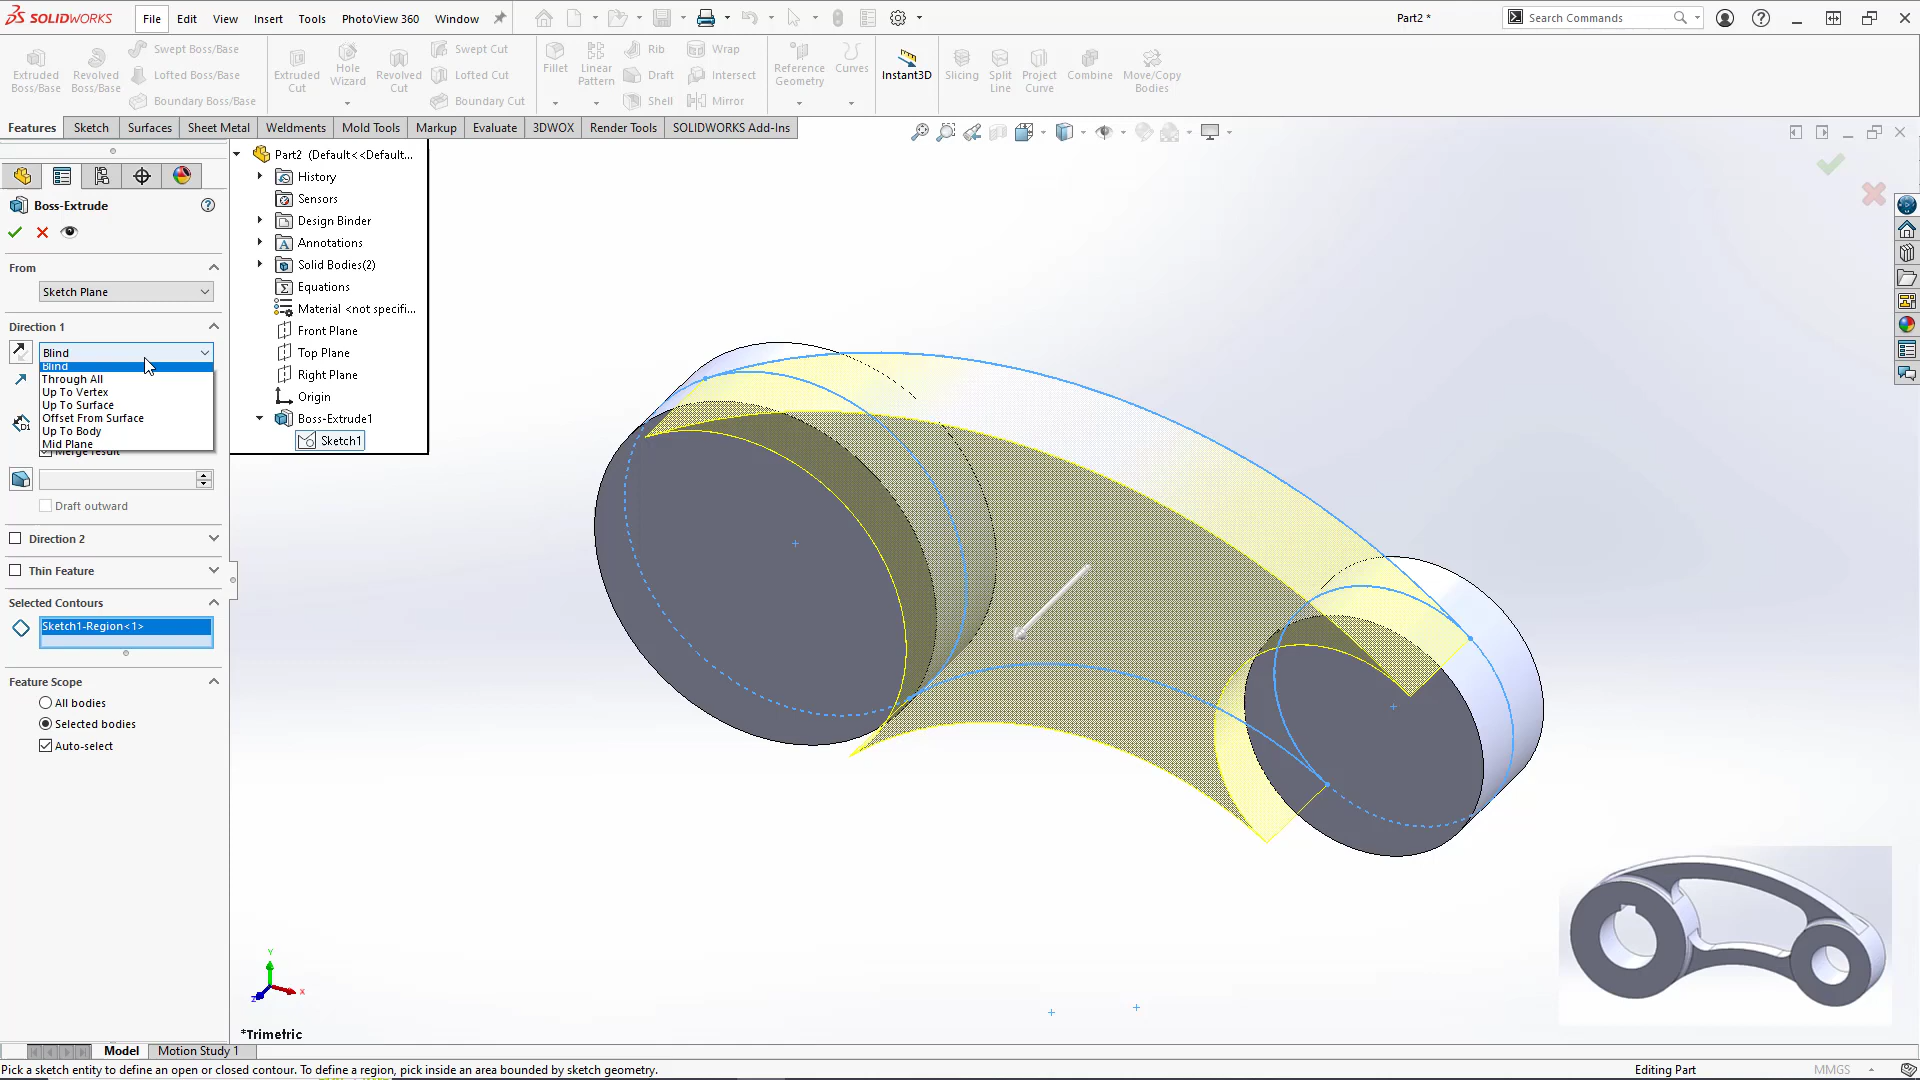 SOLIDWORKS File Edit View Insert Tools PhotoView 360 Window Part2 * Search Commands
Extruded Boss/Base
Revolved Boss/Base
Swept Boss/Base
Lofted Boss/Base
Boundary Boss/Base
Extruded Cut
Hole Wizard
Revolved Cut
Swept Cut
Lofted Cut
Boundary Cut
Fillet
Linear Pattern
Rib
Draft
Shell
Wrap
Intersect
Mirror
Reference Geometry
Curves
Instant3D
Slicing
Split Line
Project Curve
Combine
Move/Copy Bodies
Features Sketch Surfaces Sheet Metal Weldments Mold Tools Markup Evaluate 3DWOX Render Tools SOLIDWORKS Add-Ins
Boss-Extrude
From
Sketch Plane
Direction 1
Blind
Blind
Through All
Up To Vertex
Up To Surface
Offset From Surface
Up To Body
Mid Plane
Merge result
Draft outward
Direction 2
Thin Feature
Selected Contours
Sketch1-Region<1>
Feature Scope
All bodies
Selected bodies
Auto-select
Part2 (Default<<Default...
History
Sensors
Design Binder
Annotations
Solid Bodies(2)
Equations
Material <not specifi...
Front Plane
Top Plane
Right Plane
Origin
Boss-Extrude1
Sketch1
Y
X
Z
*Trimetric
Model Motion Study 1
Pick a sketch entity to define an open or closed contour. To define a region, pick inside an area bounded by sketch geometry. Editing Part MMGS